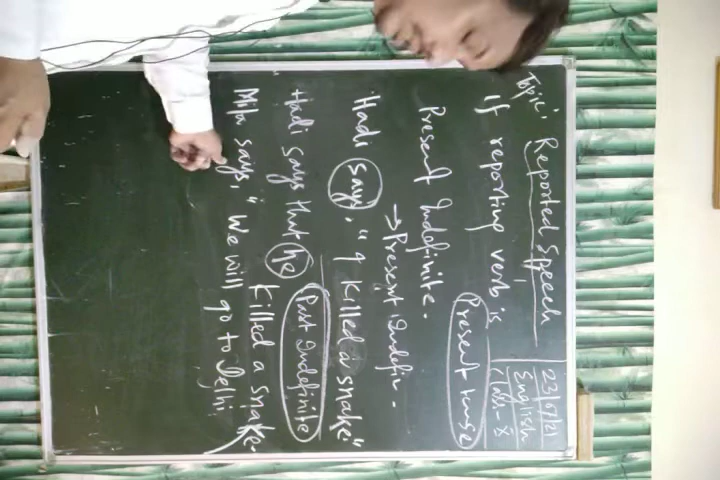 23/07/21
English
Class - X
Topic: Reported Speech
If reporting verb is Present tense
Present Indefinite.
→ Present Indefin.
Hadi says, "I killed a snake"
Past Indefinite
Hadi says that he killed a snake.
Mita says, "We will go to Delhi